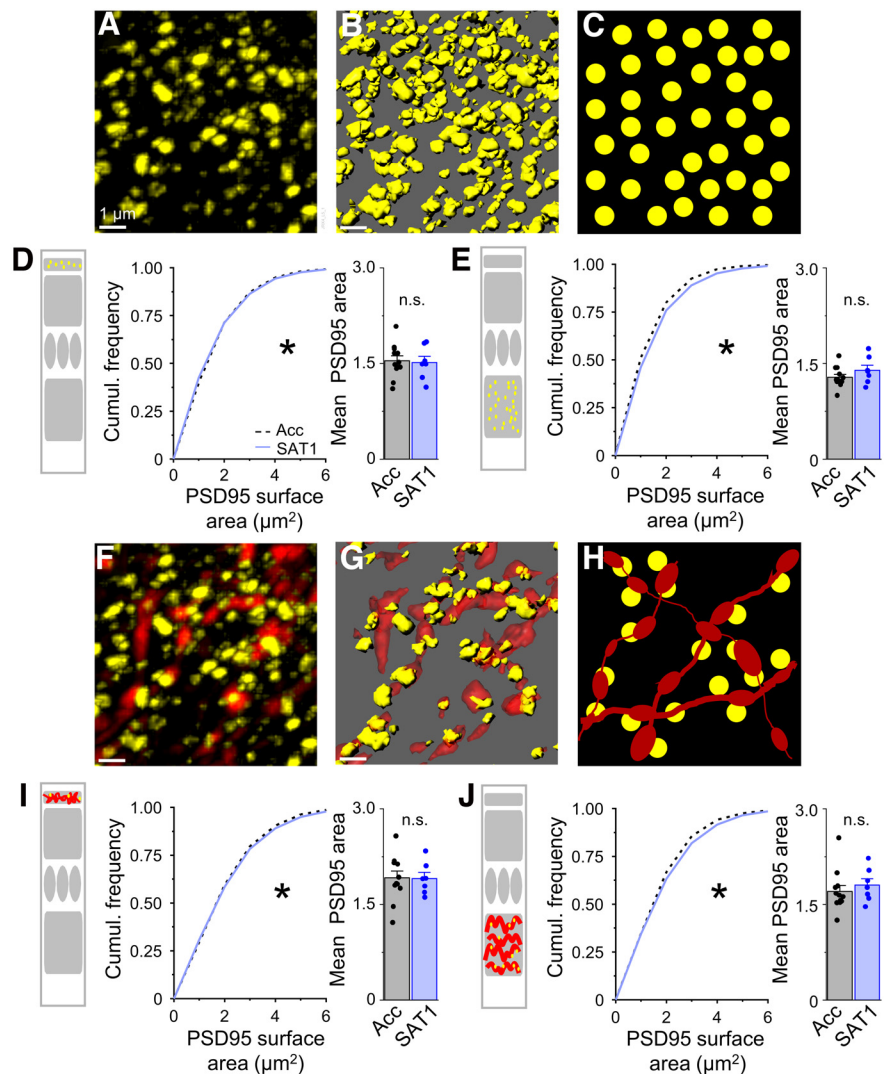 A
B
C
1 µm
D
Cumul. frequency
1.00
0.75
0.50
0.25
0
0
2
4
6
*
Acc
SAT1
PSD95 surface
area (µm²)
Mean PSD95 area
3.0
1.5
0
n.s.
Acc
SAT1
E
Cumul. frequency
1.00
0.75
0.50
0.25
0
0
2
4
6
*
PSD95 surface
area (µm²)
Mean PSD95 area
3.0
1.5
0
n.s.
Acc
SAT1
F
G
H
I
Cumul. frequency
1.00
0.75
0.50
0.25
0
0
2
4
6
*
PSD95 surface
area (µm²)
Mean PSD95 area
3.0
1.5
0
n.s.
Acc
SAT1
J
Cumul. frequency
1.00
0.75
0.50
0.25
0
0
2
4
6
*
PSD95 surface
area (µm²)
Mean PSD95 area
3.0
1.5
0
n.s.
Acc
SAT1